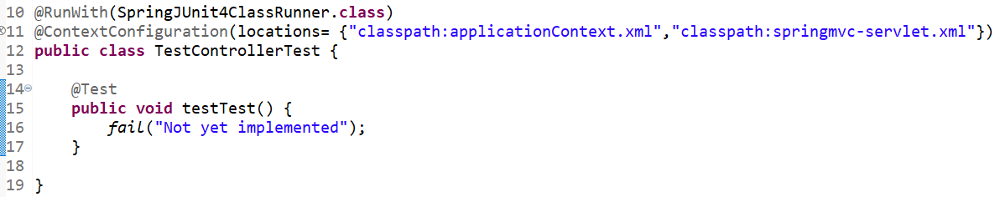 10 @RunWith(SpringJUnit4ClassRunner.class)
11 @ContextConfiguration(locations= {"classpath:applicationContext.xml","classpath:springmvc-servlet.xml"})
12 public class TestControllerTest {
13
14     @Test
15     public void testTest() {
16         fail("Not yet implemented");
17     }
18
19 }